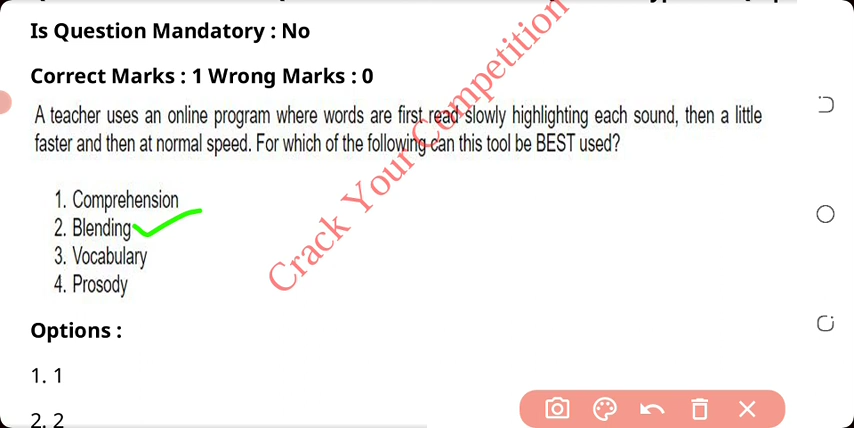 Is Question Mandatory : No
Correct Marks : 1 Wrong Marks : 0
A teacher uses an online program where words are first read slowly highlighting each sound, then a little
faster and then at normal speed. For which of the following can this tool be BEST used?
1. Comprehension
2. Blending
3. Vocabulary
4. Prosody
Options :
1. 1
2. 2
Crack Your Competition